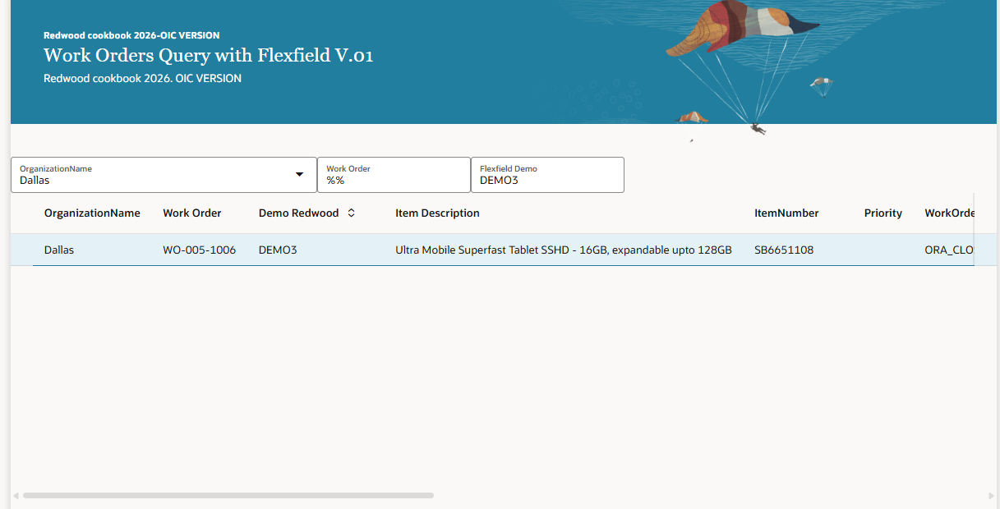 Redwood cookbook 2026-OIC VERSION
Work Orders Query with Flexfield V.01
Redwood cookbook 2026. OIC VERSION
OrganizationName
Dallas
Work Order
%%
Flexfield Demo
DEMO3
OrganizationName Work Order Demo Redwood Item Description ItemNumber Priority WorkOrde
Dallas WO-005-1006 DEMO3 Ultra Mobile Superfast Tablet SSHD - 16GB, expandable upto 128GB SB6651108 ORA_CLO